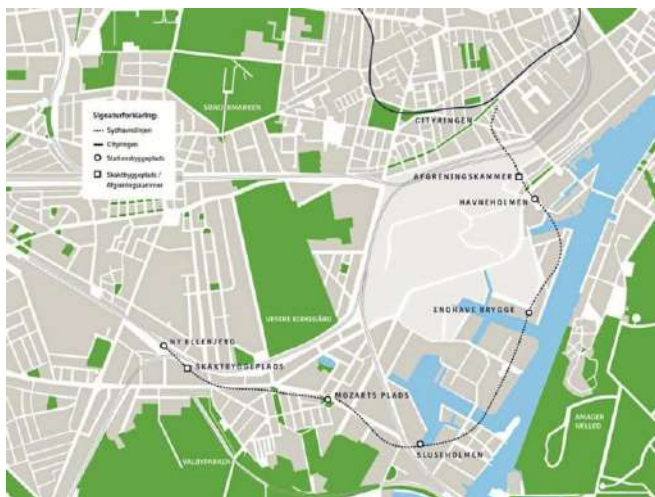 Signaturforklaring:
Sydhavnslinjen
Cityringen
Stationsbyggeplads
Skaktbyggeplads /
Afgreningskammer
SØNDERMARKEN
CITYRINGEN
AFGRENINGSKAMMER
HAVNEHOLMEN
ENGHAVE BRYGGE
VESTRE KIRKEGÅRD
NY ELLEBJERG
SKAKTBYGGEPLADS
MOZARTS PLADS
SLUSEHOLMEN
VALBYPARKEN
AMAGER
FÆLLED